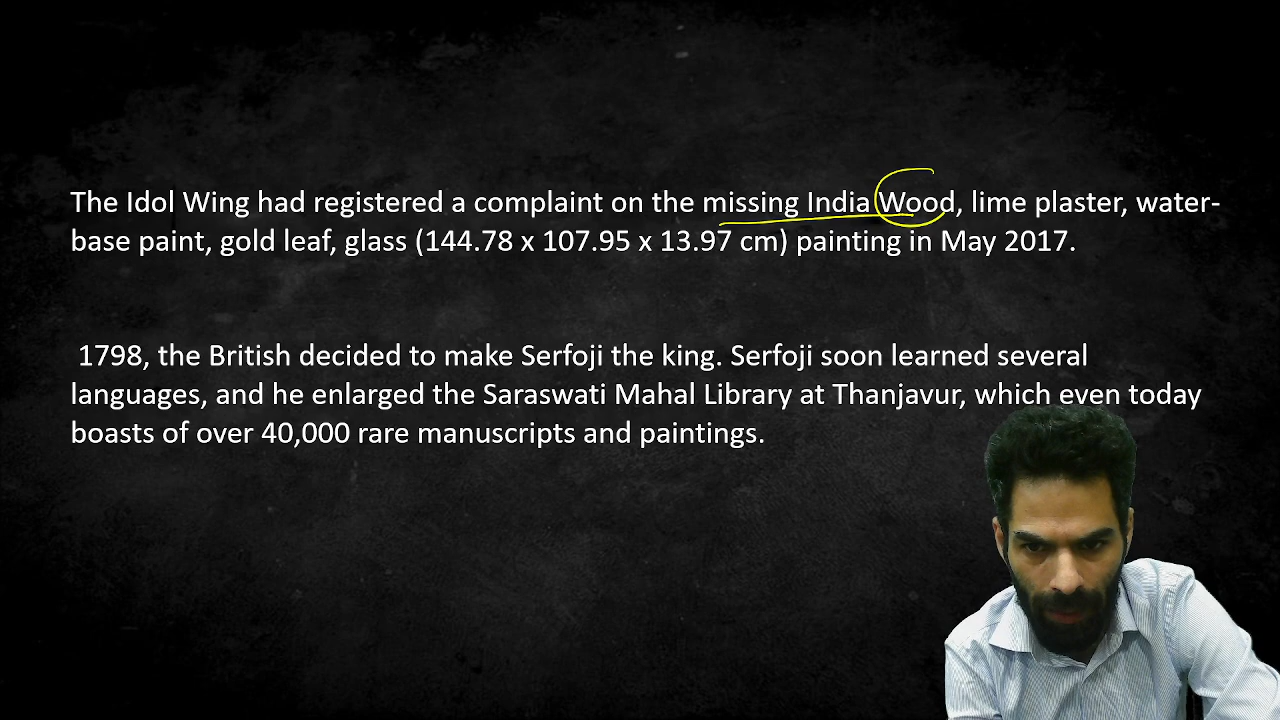 The Idol Wing had registered a complaint on the missing India Wood, lime plaster, water-
base paint, gold leaf, glass (144.78 x 107.95 x 13.97 cm) painting in May 2017.
1798, the British decided to make Serfoji the king. Serfoji soon learned several
languages, and he enlarged the Saraswati Mahal Library at Thanjavur, which even today
boasts of over 40,000 rare manuscripts and paintings.